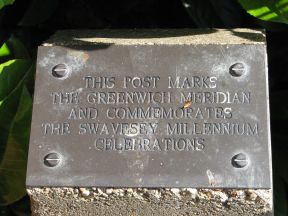 THIS POST MARKS
THE GREENWICH MERIDIAN
AND COMMEMORATES
THE SWAVESEY MILLENNIUM
CELEBRATIONS